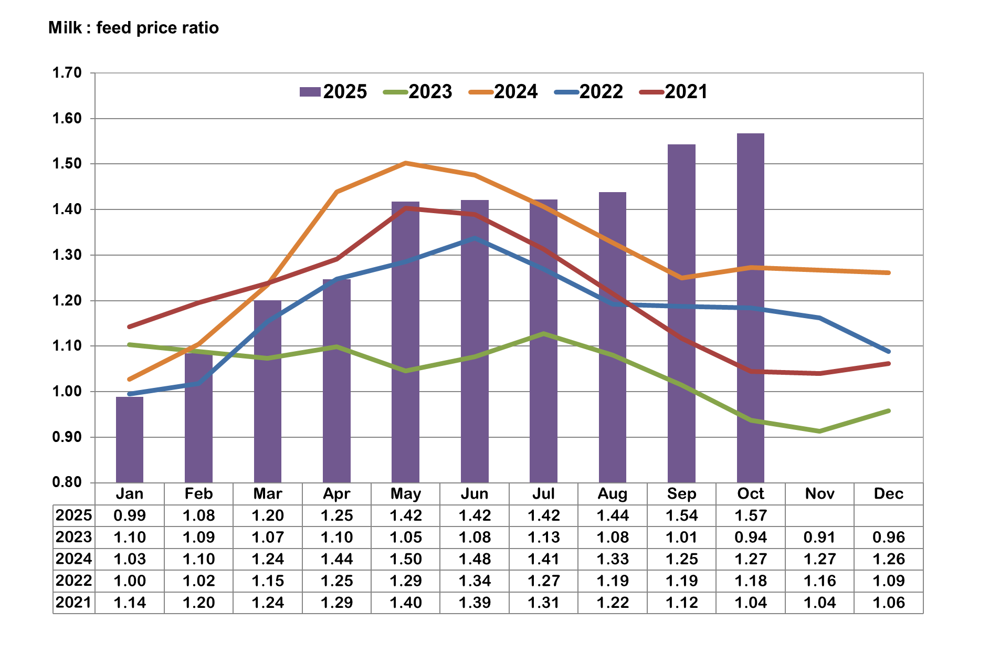 Milk : feed price ratio
1.70
2025 2023 2024 2022 2021
1.60
1.50
1.40
1.30
1.20
1.10
1.00
0.90
0.80
Jan Feb Mar Apr May Jun Jul Aug Sep Oct Nov Dec
2025 0.99 1.08 1.20 1.25 1.42 1.42 1.42 1.44 1.54 1.57
2023 1.10 1.09 1.07 1.10 1.05 1.08 1.13 1.08 1.01 0.94 0.91 0.96
2024 1.03 1.10 1.24 1.44 1.50 1.48 1.41 1.33 1.25 1.27 1.27 1.26
2022 1.00 1.02 1.15 1.25 1.29 1.34 1.27 1.19 1.19 1.18 1.16 1.09
2021 1.14 1.20 1.24 1.29 1.40 1.39 1.31 1.22 1.12 1.04 1.04 1.06